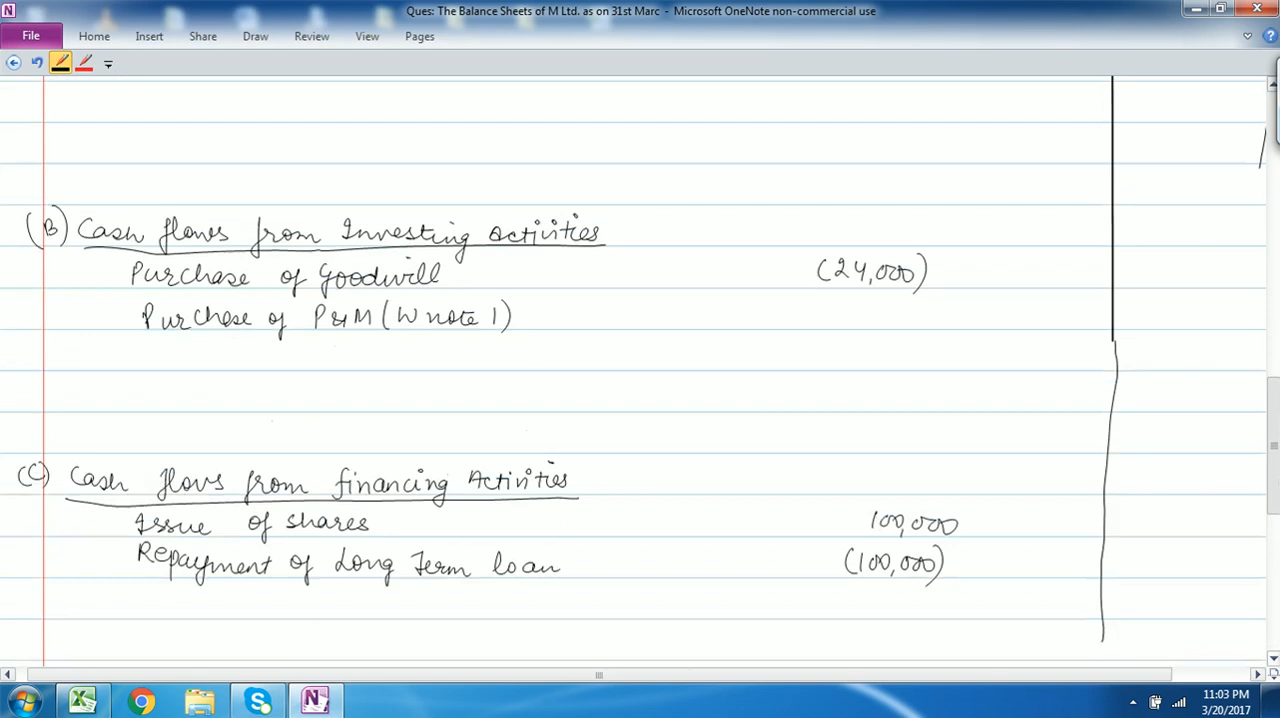 Ques: The Balance Sheets of M Ltd. as on 31st Marc - Microsoft OneNote non-commercial use
File Home Insert Share Draw Review View Pages
(B) Cash flows from Investing activities
Purchase of Goodwill (24,000)
Purchase of P&M (W note 1)
(C) Cash flows from financing Activities
Issue of shares 100,000
Repayment of Long Term loan (100,000)
11:03 PM
3/20/2017